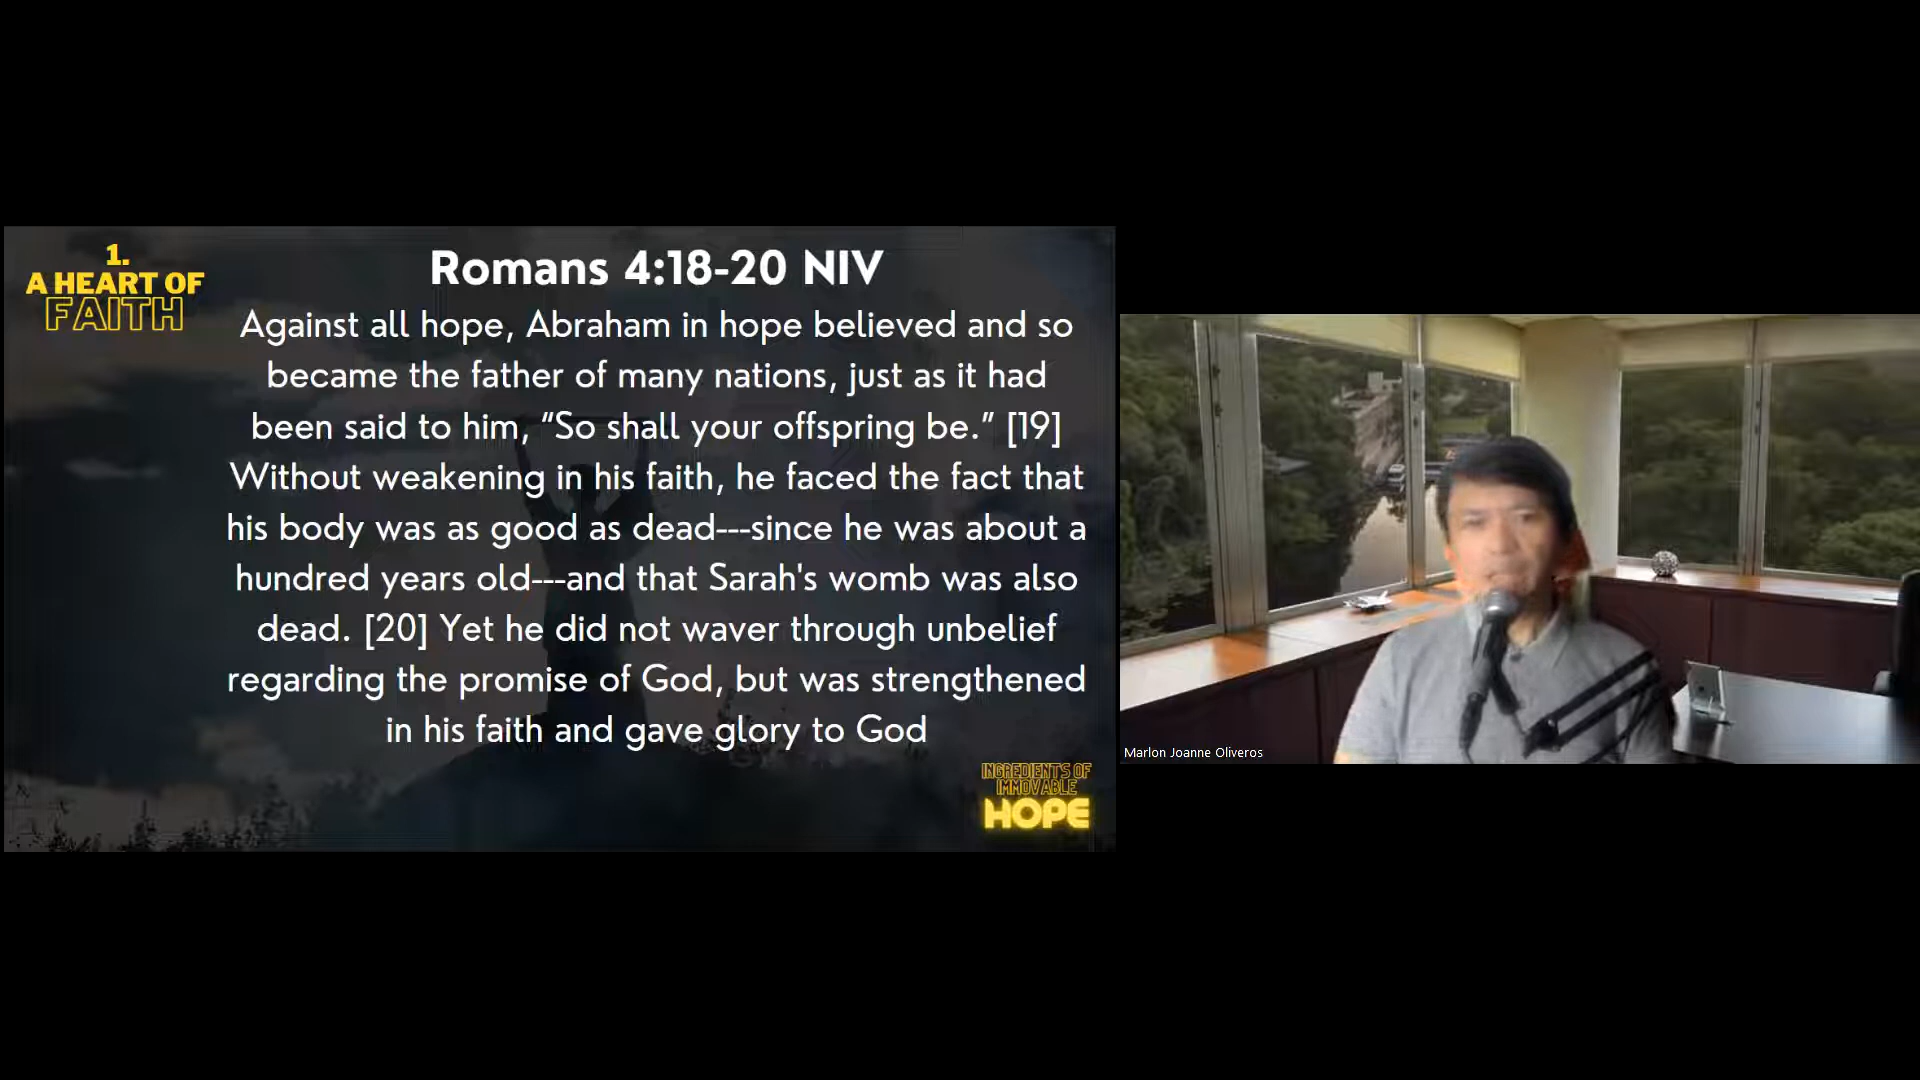 1.
A HEART OF
FAITH
Romans 4:18-20 NIV
Against all hope, Abraham in hope believed and so
became the father of many nations, just as it had
been said to him, “So shall your offspring be.” [19]
Without weakening in his faith, he faced the fact that
his body was as good as dead---since he was about a
hundred years old---and that Sarah's womb was also
dead. [20] Yet he did not waver through unbelief
regarding the promise of God, but was strengthened
in his faith and gave glory to God
INGREDIENTS OF
IMMOVABLE
HOPE
Marlon Joanne Oliveros